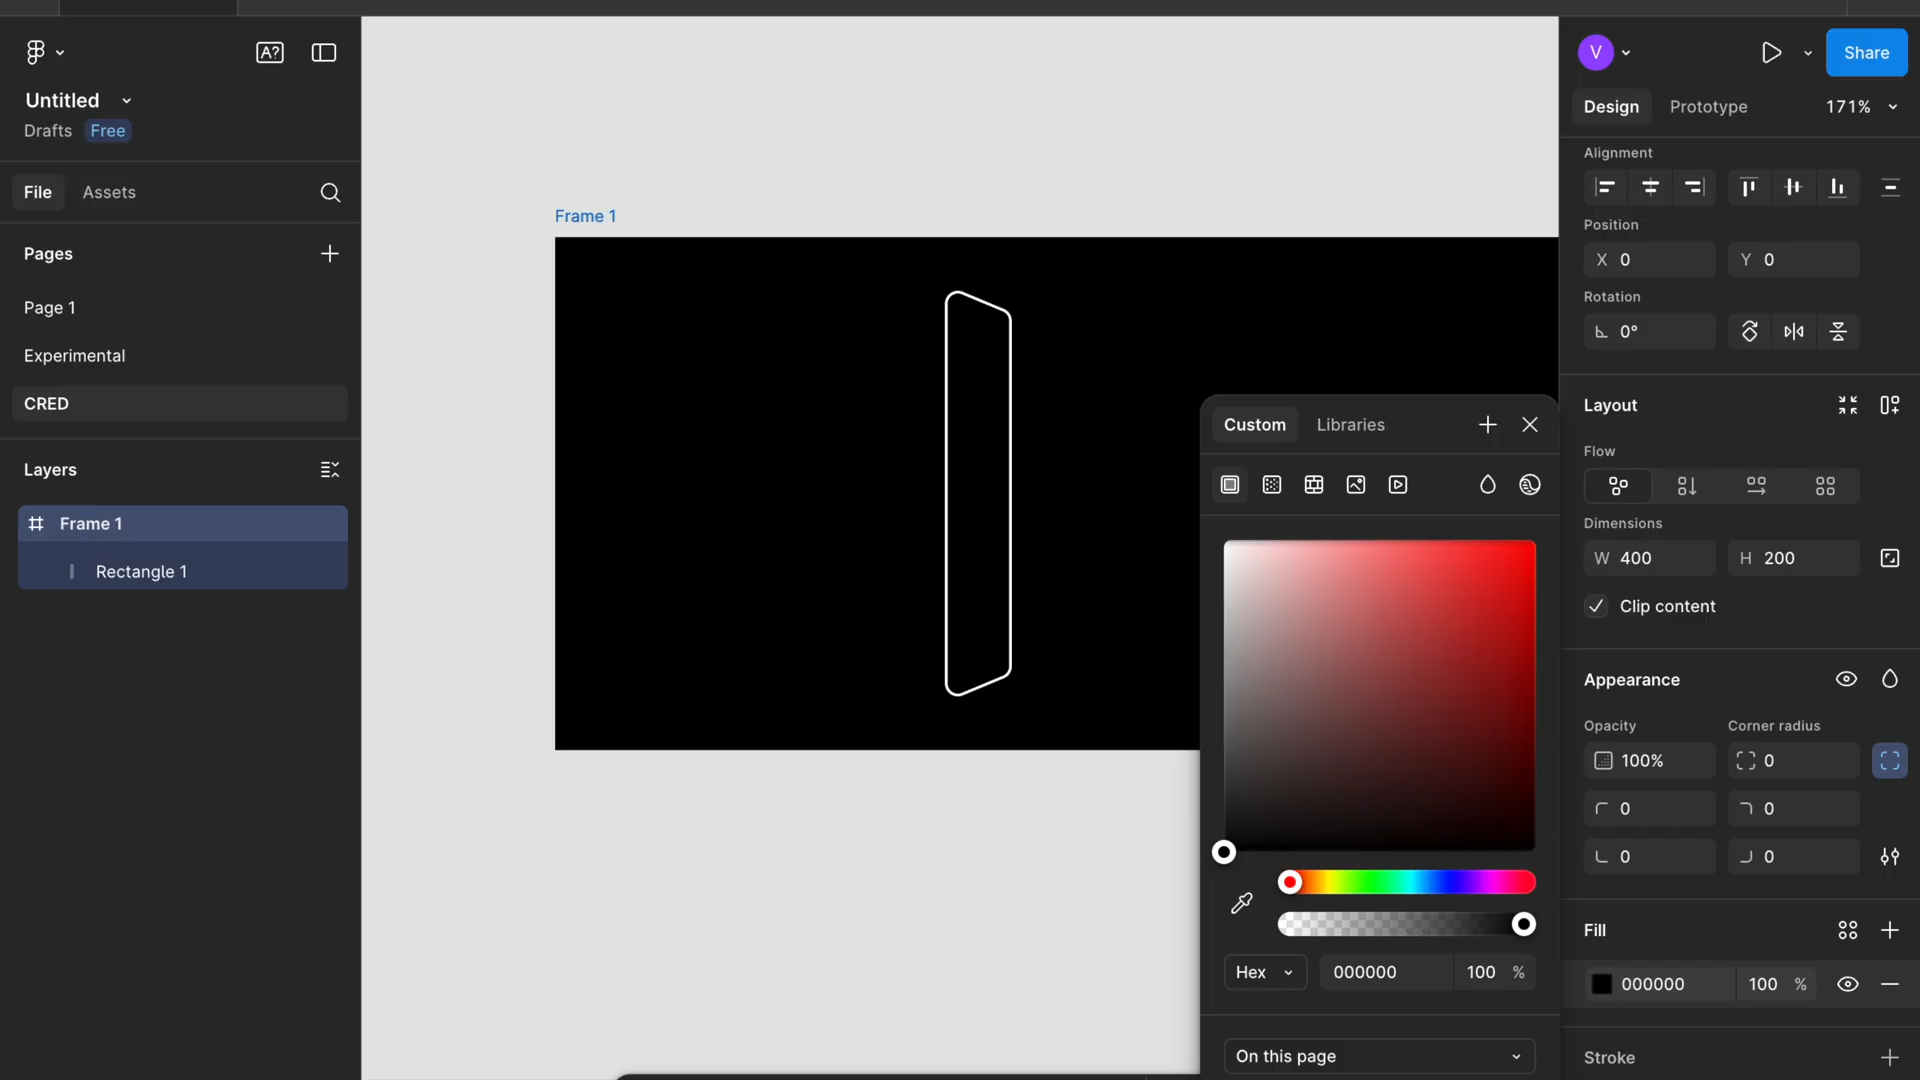 A?
Untitled
Drafts Free
File Assets
Pages
Page 1
Experimental
CRED
Layers
Frame 1
Rectangle 1
Frame 1
Custom Libraries
Hex 000000 100 %
On this page
V
Share
Design Prototype 171%
Alignment
Position
X 0 Y 0
Rotation
0°
Layout
Flow
Dimensions
W 400 H 200
Clip content
Appearance
Opacity Corner radius
100% 0
0 0
0 0
Fill
000000 100 %
Stroke